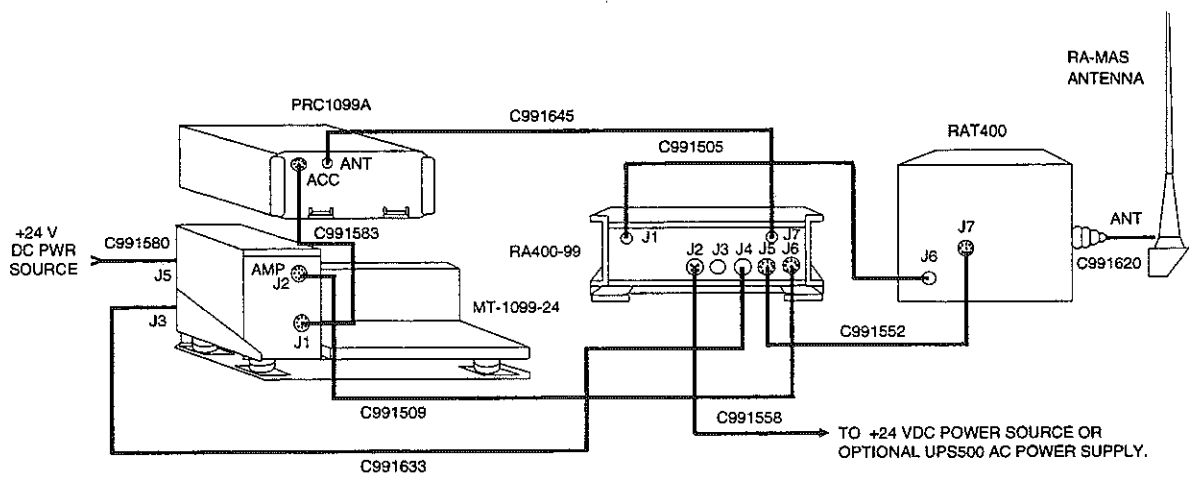 RA-MAS
ANTENNA
PRC1099A
C991645
RAT400
C991505
ANT
ACC
ANT
+24 V
DC PWR
SOURCE
C991580
C991583
J1
J7
J7
RA400-99
J2 J3 J4 J5 J6
J6
C991620
J5
AMP
J2
J3
MT-1099-24
J1
C991552
C991509
C991558
TO +24 VDC POWER SOURCE OR
OPTIONAL UPS500 AC POWER SUPPLY.
C991633